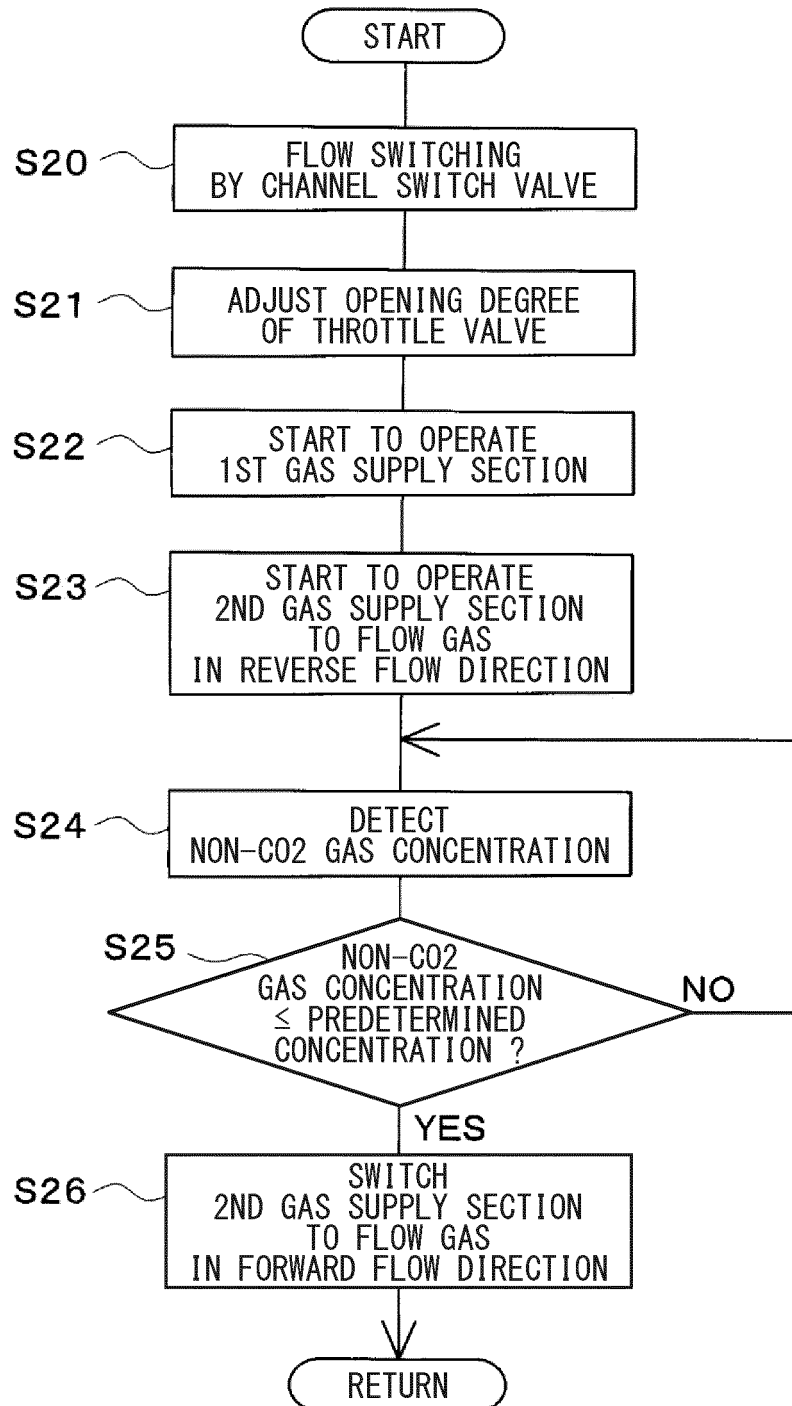 START
S20
FLOW SWITCHING
BY CHANNEL SWITCH VALVE
S21
ADJUST OPENING DEGREE
OF THROTTLE VALVE
S22
START TO OPERATE
1ST GAS SUPPLY SECTION
S23
START TO OPERATE
2ND GAS SUPPLY SECTION
TO FLOW GAS
IN REVERSE FLOW DIRECTION
S24
DETECT
NON-CO2 GAS CONCENTRATION
S25
NON-CO2
GAS CONCENTRATION
≤ PREDETERMINED
CONCENTRATION ?
NO
YES
S26
SWITCH
2ND GAS SUPPLY SECTION
TO FLOW GAS
IN FORWARD FLOW DIRECTION
RETURN